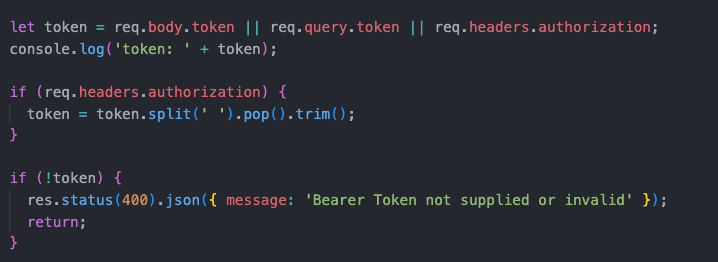 let token = req.body.token || req.query.token || req.headers.authorization;
console.log('token: ' + token);
if (req.headers.authorization) {
token = token.split(' ').pop().trim();
}
if (!token) {
res.status(400).json({ message: 'Bearer Token not supplied or invalid' });
return;
}